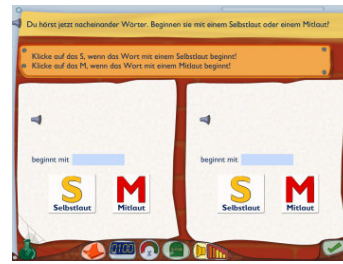 Du hörst jetzt nacheinander Wörter. Beginnen sie mit einem Selbstlaut oder einem Mitlaut?
Klicke auf das S, wenn das Wort mit einem Selbstlaut beginnt!
Klicke auf das M, wenn das Wort mit einem Mitlaut beginnt!
beginnt mit
S
Selbstlaut
M
Mitlaut
beginnt mit
S
Selbstlaut
M
Mitlaut